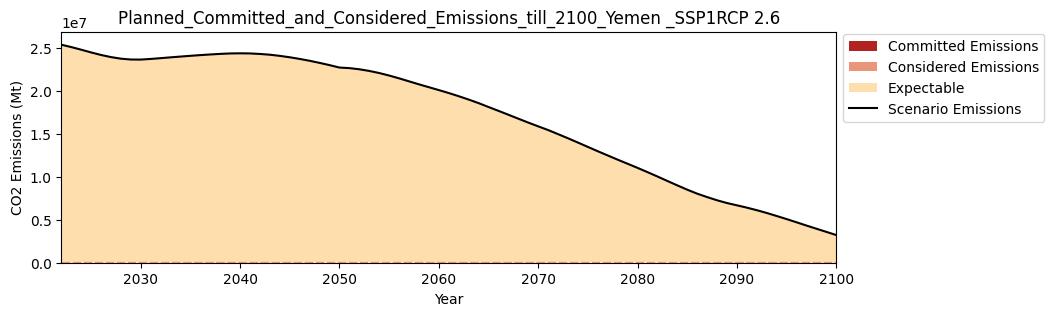 Planned_Committed_and_Considered_Emissions_till_2100_Yemen _SSP1RCP 2.6
1e7
2.5
2.0
1.5
1.0
0.5
0.0
CO2 Emissions (Mt)
2030 2040 2050 2060 2070 2080 2090 2100
Year
Committed Emissions
Considered Emissions
Expectable
Scenario Emissions